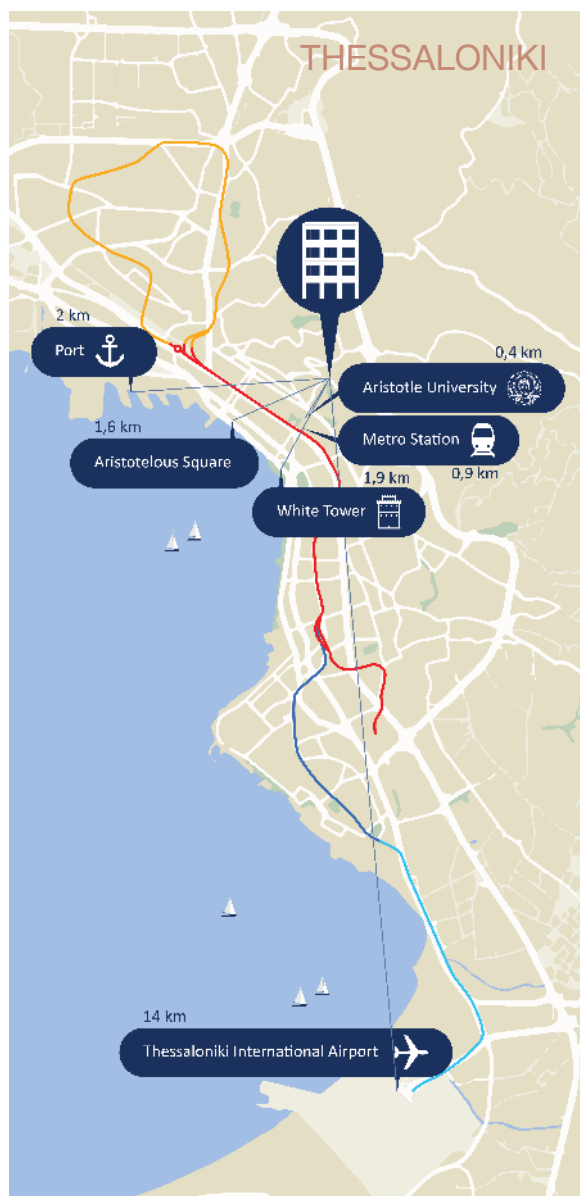 THESSALONIKI
2 km
Port
0,4 km
Aristotle University
1,6 km
Aristotelous Square
Metro Station
0,9 km
1,9 km
White Tower
14 km
Thessaloniki International Airport